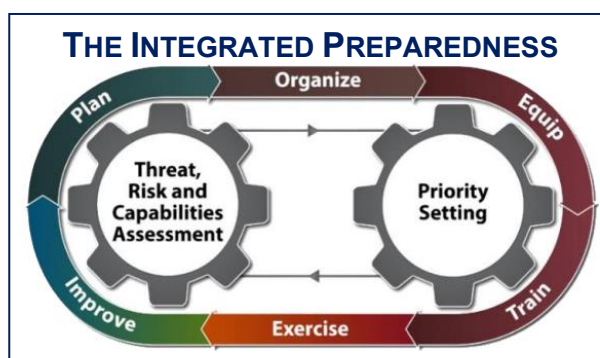 THE INTEGRATED PREPAREDNESS
Plan
Organize
Equip
Train
Exercise
Improve
Threat,
Risk and
Capabilities
Assessment
Priority
Setting